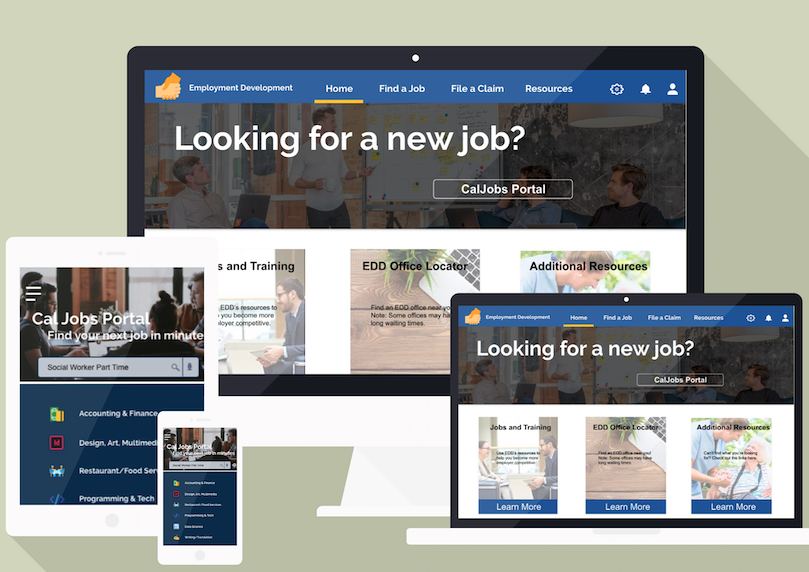 Employment Development
Home
Find a Job
File a Claim
Resources
Looking for a new job?
CalJobs Portal
s and Training
EDD Office Locator
Additional Resources
EDD's resources to
you become more
competitive.
Find an EDD office near
Note: Some offices may
long waiting times.
Cal Jobs Portal
Find your next job in minute
Social Worker Part Time
Accounting & Finance
Design, Art, Multimed
Restaurant/Food Ser
Programming & Tech
Cal Jobs Portal
Find your next job in minutes
Social Worker Part Time
Accounting & Finance
Design, Art, Multimedia
Restaurant/Food Services
Programming & Tech
Data Science
Writing/Translation
Employment Development
Home
Find a Job
File a Claim
Resources
Looking for a new job?
CalJobs Portal
Jobs and Training
EDD Office Locator
Additional Resources
Use EDD's resources to
help you become more
employer competitive.
Find an EDD office near you!
Note: Some offices may have
long waiting times.
Can't find what you're looking
for? Check out the links here.
Learn More
Learn More
Learn More